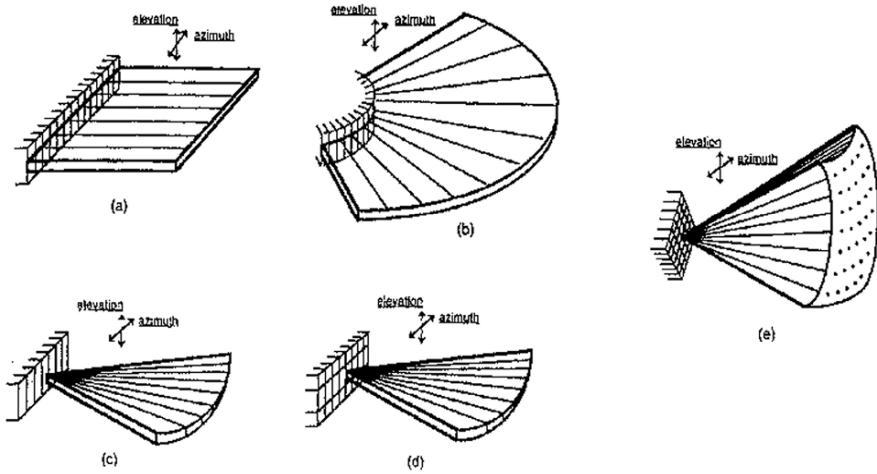 elevation
azimuth
(a)
elevation
azimuth
(b)
elevation
azimuth
(c)
elevation
azimuth
(d)
elevation
azimuth
(e)